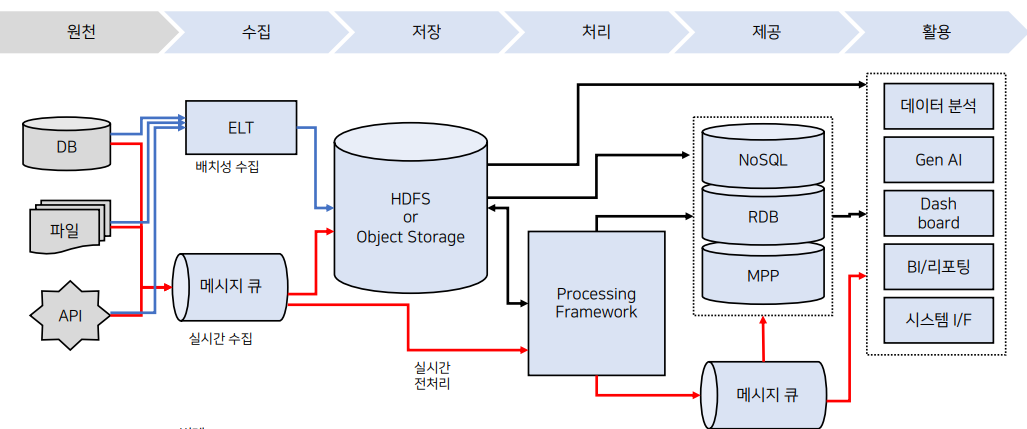 원천
수집
저장
처리
제공
활용
DB
파일
API
ELT
배치성 수집
메시지 큐
실시간 수집
HDFS
or
Object Storage
실시간
전처리
Processing
Framework
NoSQL
RDB
MPP
메시지 큐
데이터 분석
Gen AI
Dash
board
BI/리포팅
시스템 I/F